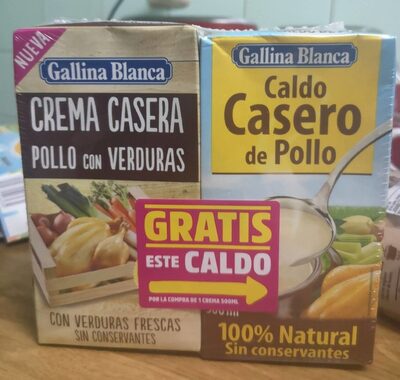 NUEVA
Gallina Blanca
CREMA CASERA
POLLO CON VERDURAS
CON VERDURAS FRESCAS
SIN CONSERVANTES
Gallina Blanca
Caldo
Casero
de Pollo
GRATIS
ESTE CALDO
POR LA COMPRA DE 1 CREMA 500ML
100% Natural
Sin conservantes